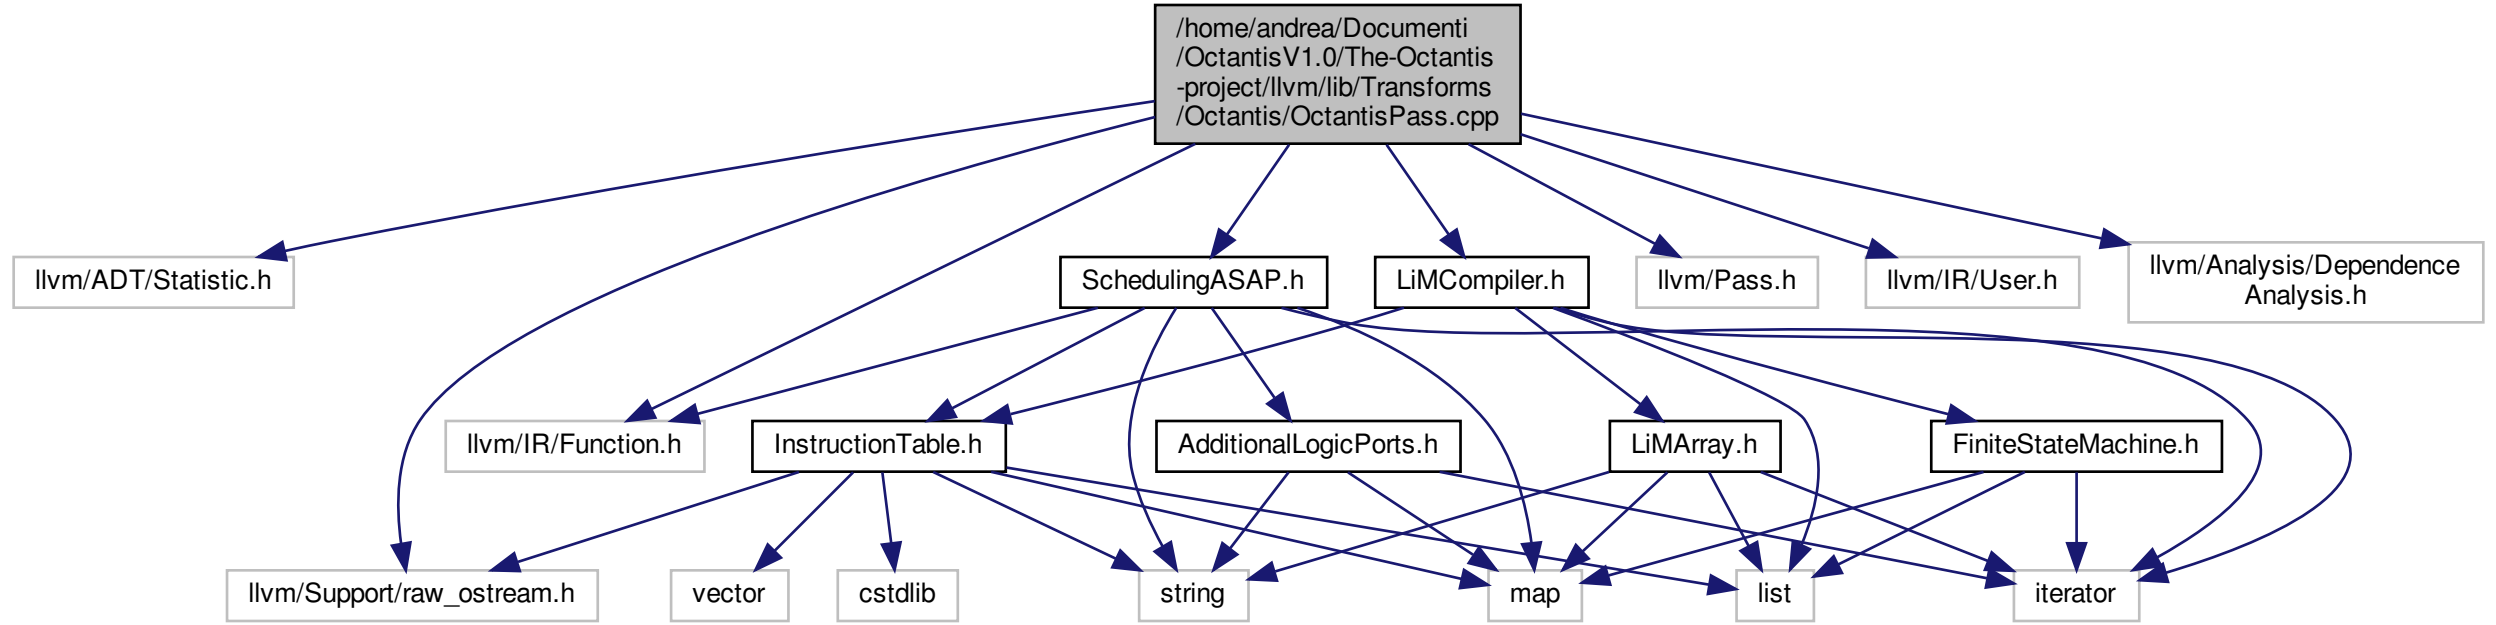 /home/andrea/Documenti
/OctantisV1.0/The-Octantis
-project/llvm/lib/Transforms
/Octantis/OctantisPass.cpp
llvm/ADT/Statistic.h
SchedulingASAP.h
LiMCompiler.h
llvm/Pass.h
llvm/IR/User.h
llvm/Analysis/Dependence
Analysis.h
llvm/IR/Function.h
InstructionTable.h
AdditionalLogicPorts.h
LiMArray.h
FiniteStateMachine.h
llvm/Support/raw_ostream.h
vector
cstdlib
string
map
list
iterator